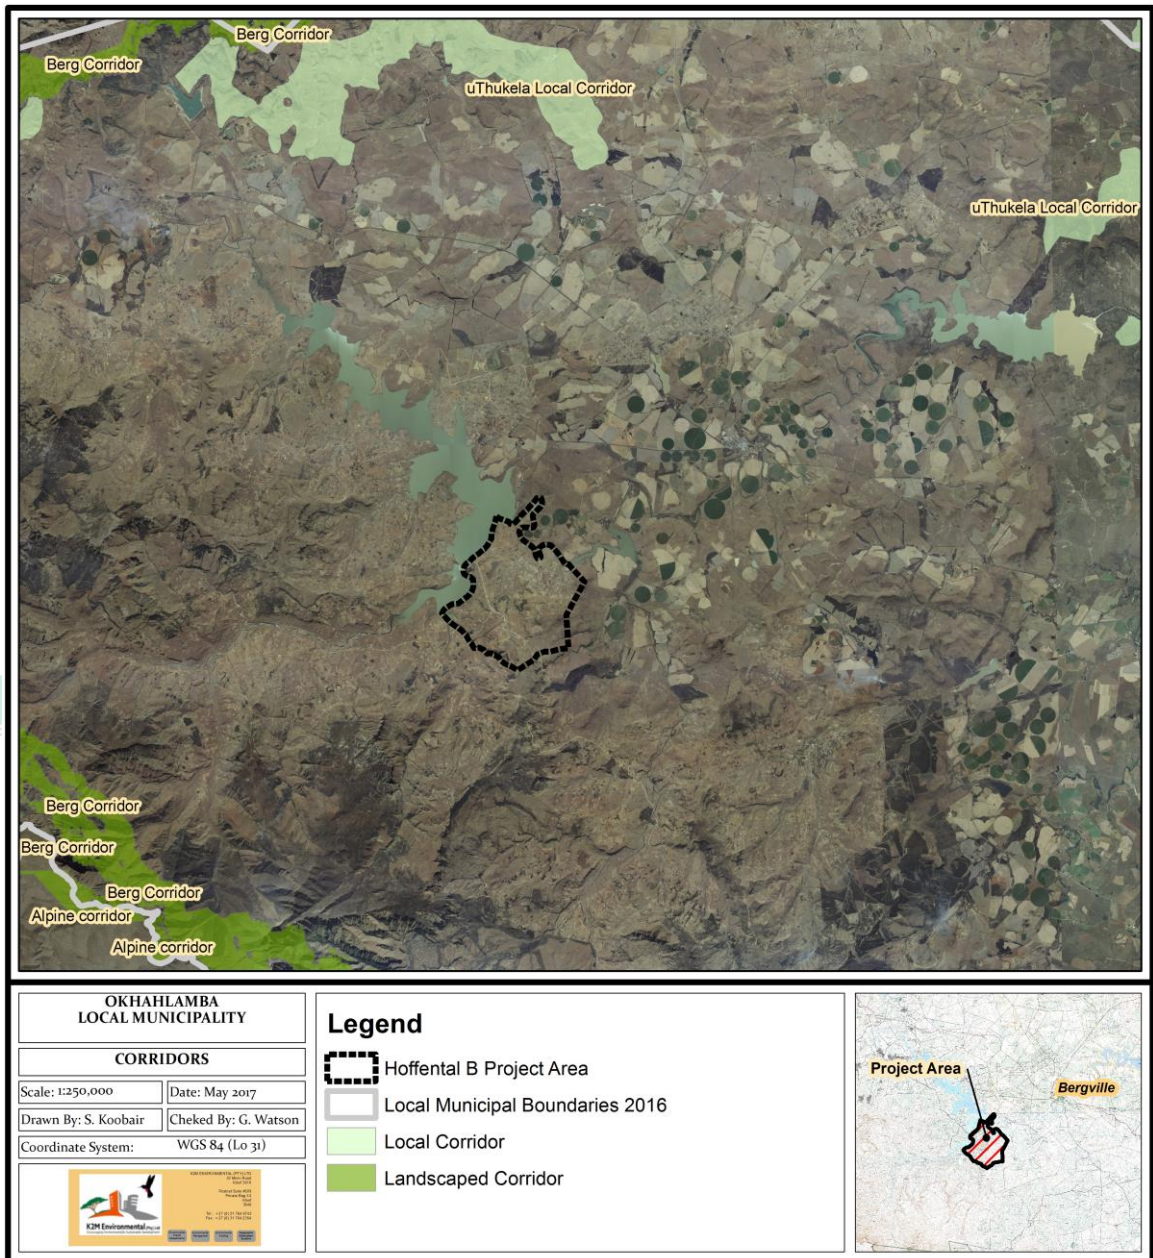 Berg Corridor
Berg Corridor
uThukela Local Corridor
uThukela Local Corridor
Berg Corridor
Berg Corridor
Berg Corridor
Alpine corridor
Alpine corridor
OKHAHLAMBA
LOCAL MUNICIPALITY
CORRIDORS
Scale: 1:250,000
Date: May 2017
Drawn By: S. Koobair
Cheked By: G. Watson
Coordinate System: WGS 84 (Lo 31)
K2M Environmental (Pty) Ltd
Legend
Hoffental B Project Area
Local Municipal Boundaries 2016
Local Corridor
Landscaped Corridor
Project Area
Bergville